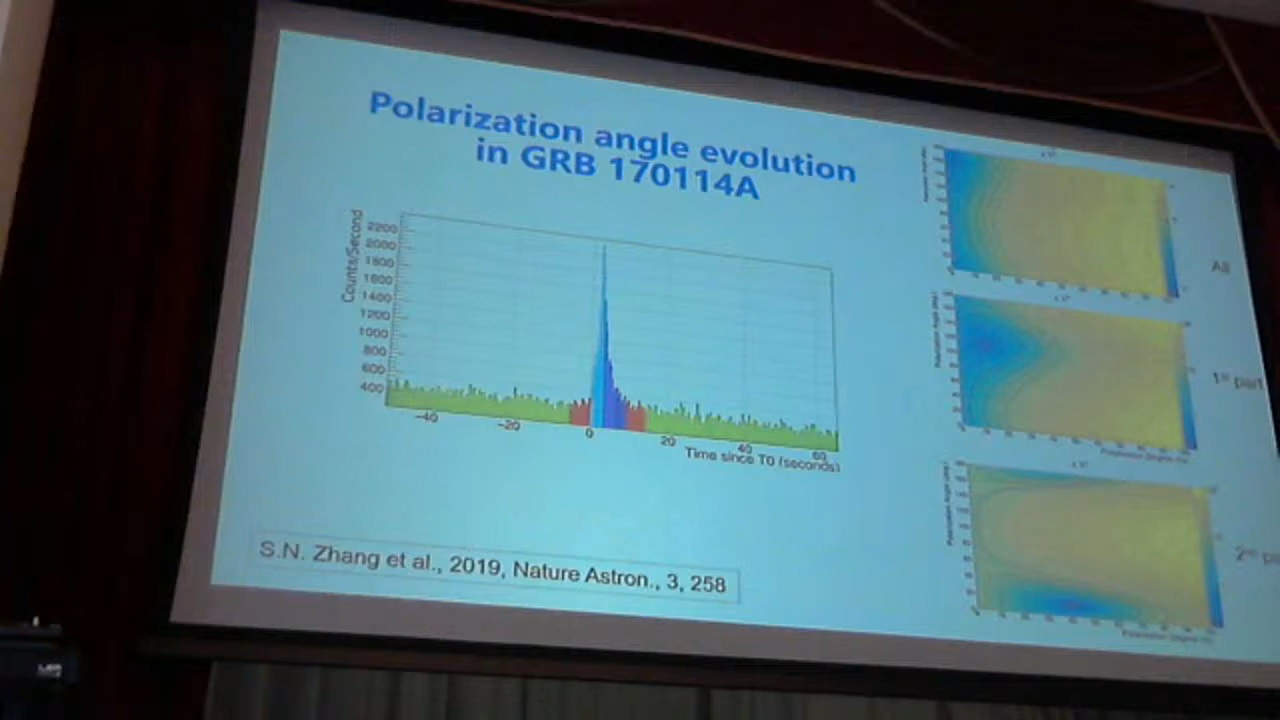 Polarization angle evolution
in GRB 170114A
Counts/Second
2200
2000
1800
1600
1400
1200
1000
800
600
400
-40
-20
0
20
40
60
Time since T0 (seconds)
All
1st part
2nd pa
S.N. Zhang et al., 2019, Nature Astron., 3, 258